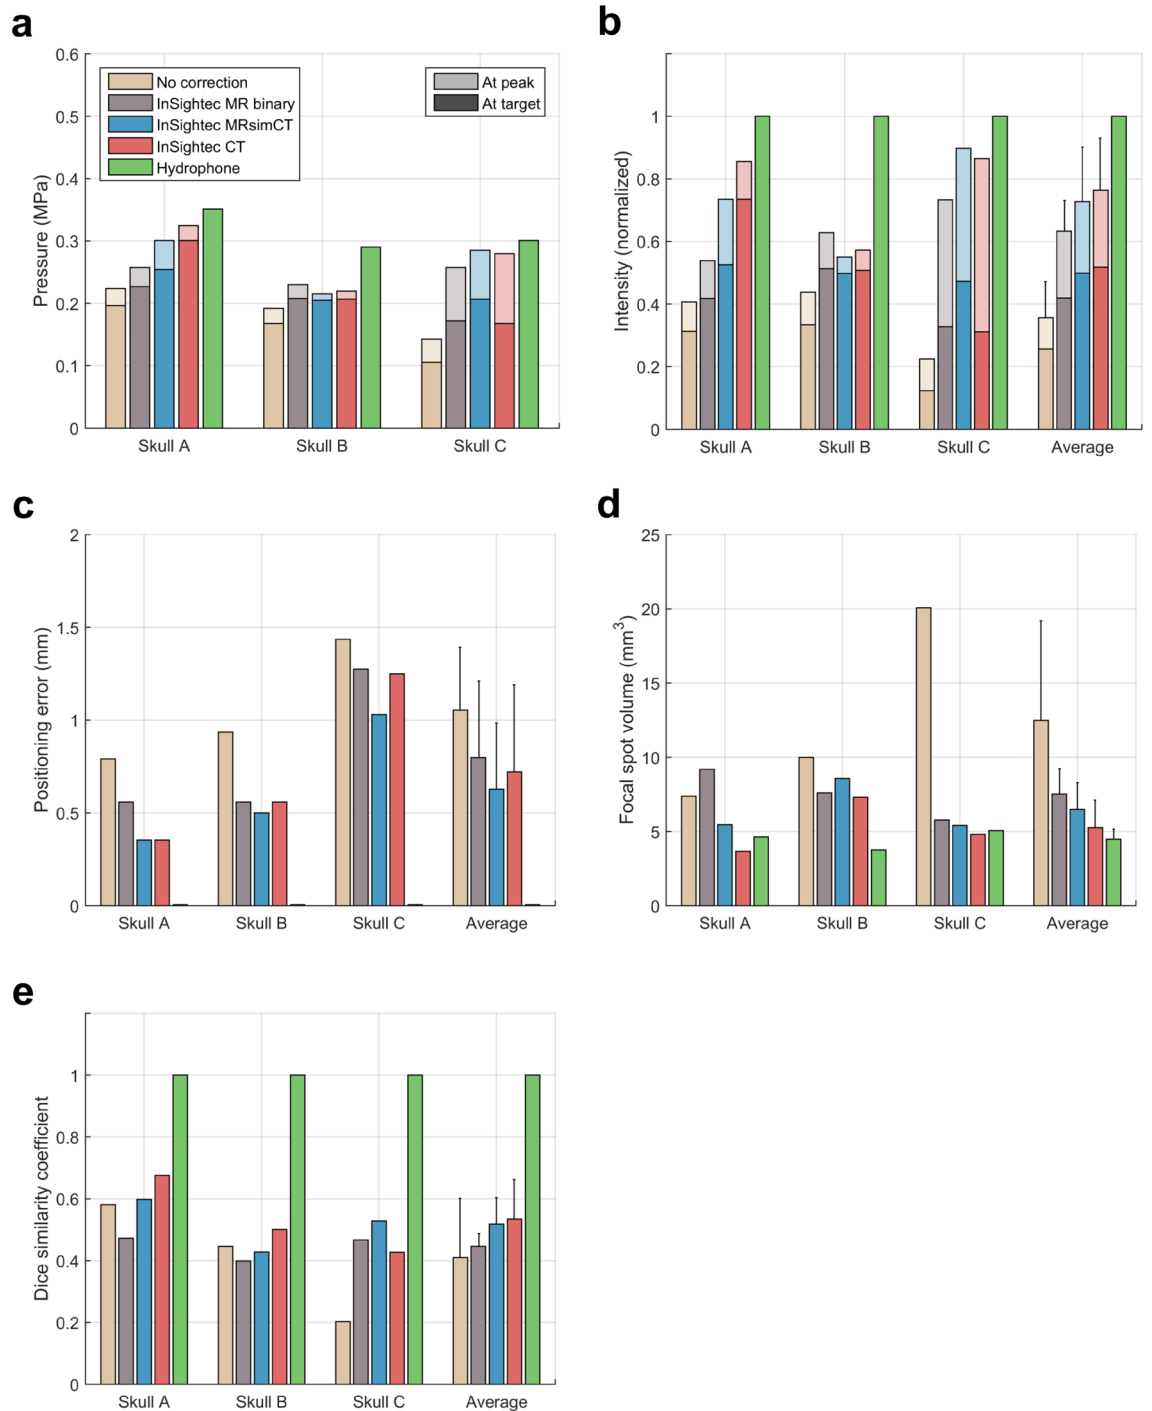 a
0.6
0.5
0.4
0.3
0.2
0.1
0
Pressure (MPa)
No correction
InSightec MR binary
InSightec MRsimCT
InSightec CT
Hydrophone
At peak
At target
Skull A
Skull B
Skull C
b
1
0.8
0.6
0.4
0.2
0
Intensity (normalized)
Skull A
Skull B
Skull C
Average
c
2
1.5
1
0.5
0
Positioning error (mm)
Skull A
Skull B
Skull C
Average
d
25
20
15
10
5
0
Focal spot volume (mm³)
Skull A
Skull B
Skull C
Average
e
1
0.8
0.6
0.4
0.2
0
Dice similarity coefficient
Skull A
Skull B
Skull C
Average